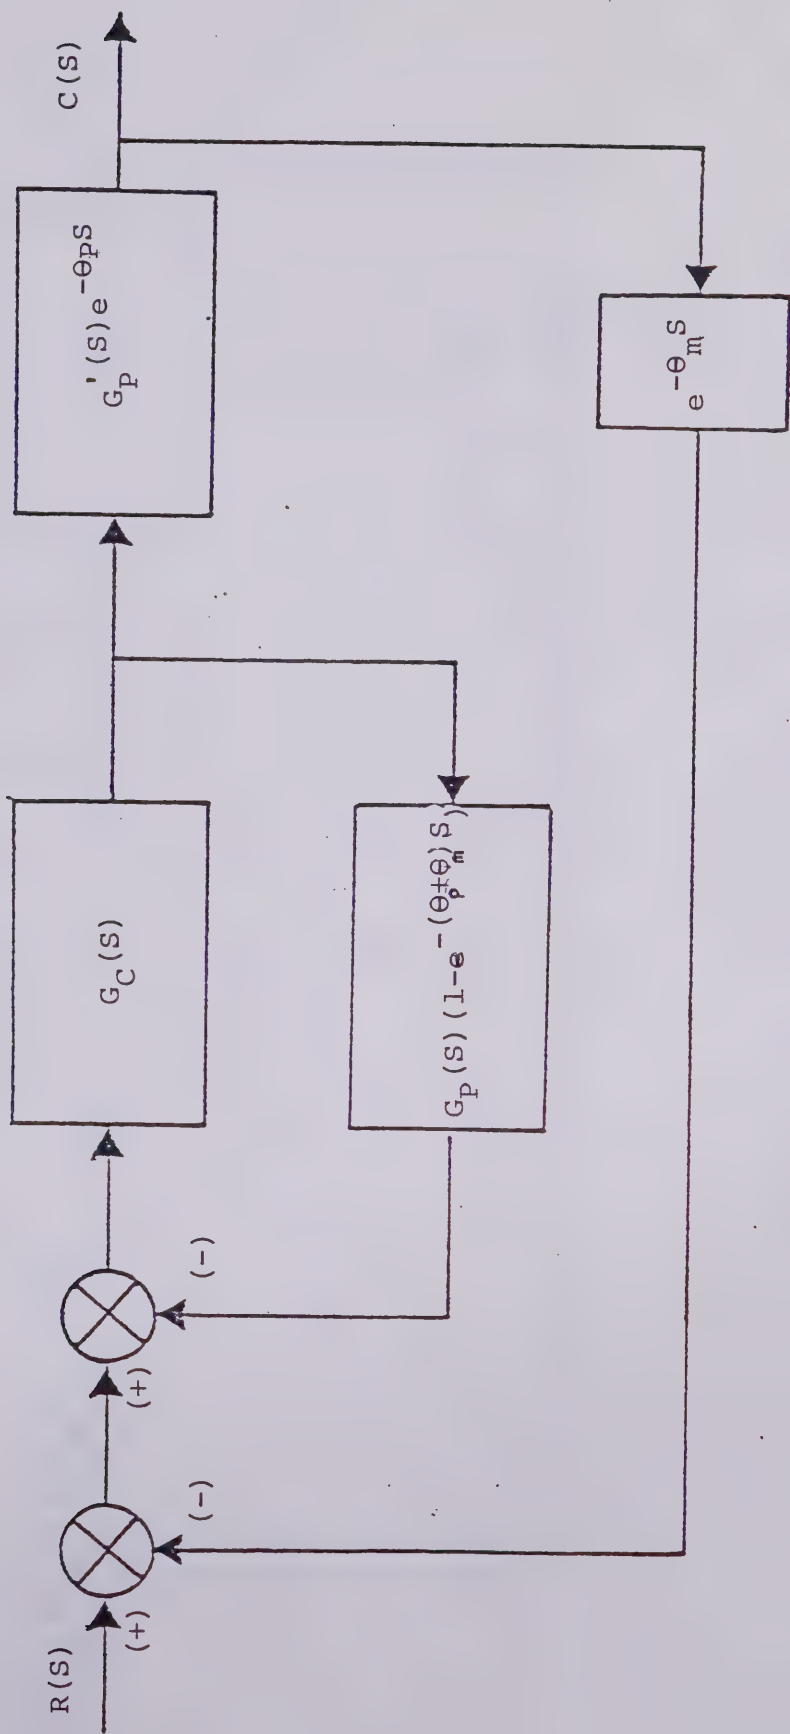 R(S)
(+)
(-)
(+)
(-)
G_C(S)
G_P(S)(1-e^-(θ_p+θ_m)S)
G_P'(S)e^-θ_PS
C(S)
e^-θ_mS